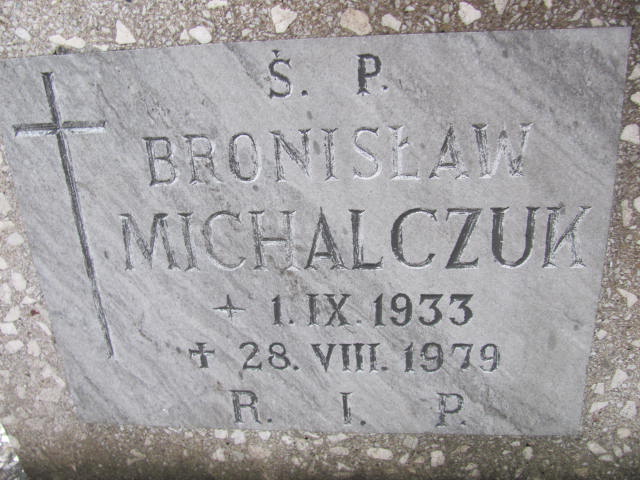 Ś. P.
BRONISŁAW
MICHALCZUK
+ 1. IX. 1933
✝ 28. VIII. 1979
R. I. P.